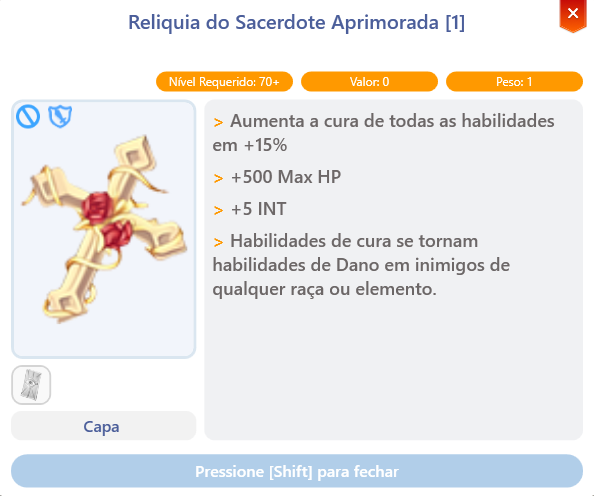 Reliquia do Sacerdote Aprimorada [1]
Nível Requerido: 70+
Valor: 0
Peso: 1
> Aumenta a cura de todas as habilidades
em +15%
> +500 Max HP
> +5 INT
> Habilidades de cura se tornam
habilidades de Dano em inimigos de
qualquer raça ou elemento.
Capa
Pressione [Shift] para fechar